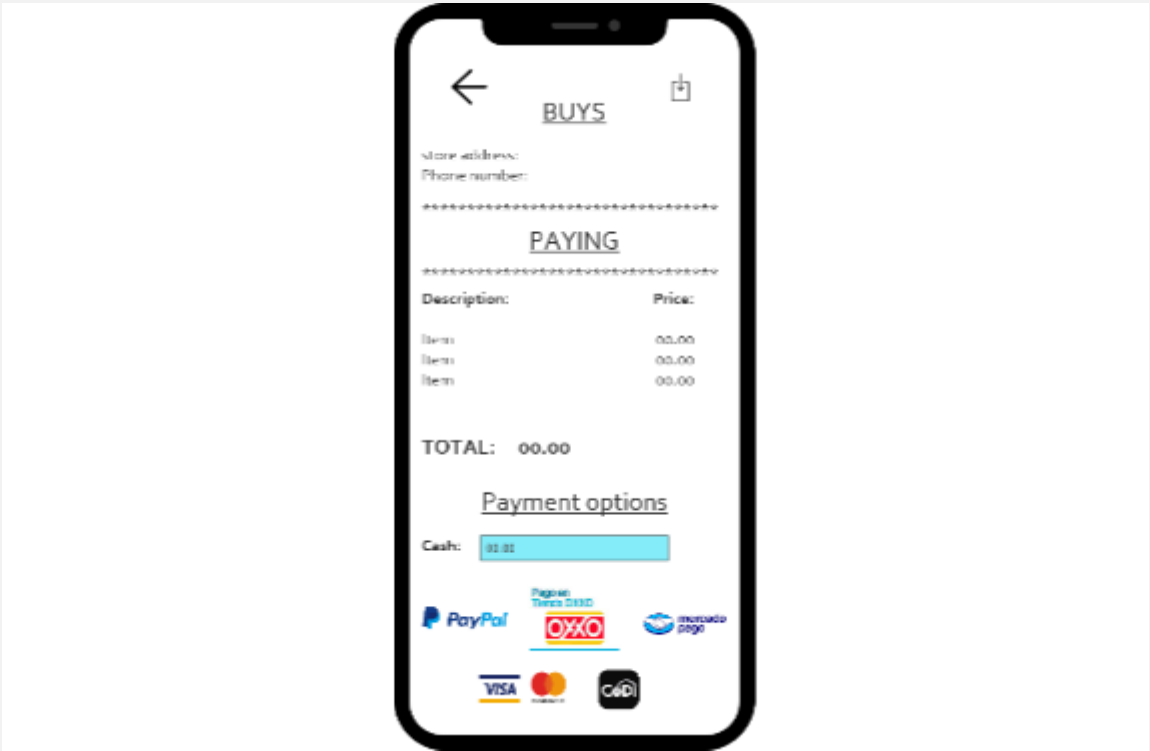 BUYS
store address:
Phone number:
*********************************
PAYING
*********************************
Description: Price:
Item 00.00
Item 00.00
Item 00.00
TOTAL: 00.00
Payment options
Cash: 00.00
Pago en
Tienda OXXO
PayPal OXXO mercado
pago
VISA CoDi